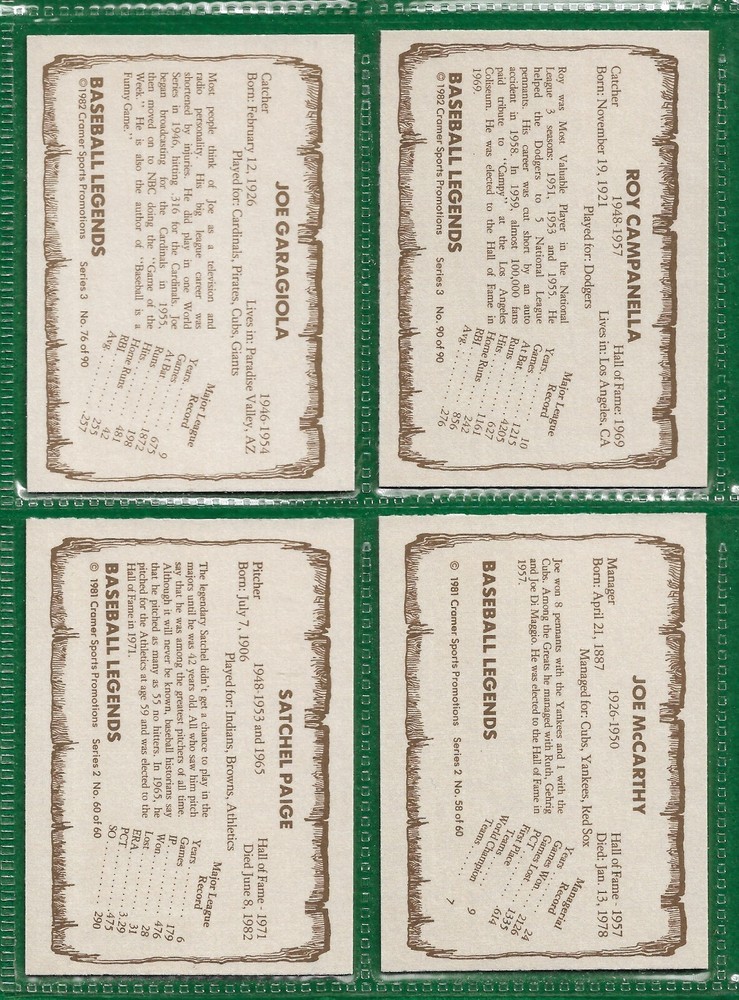 ROY CAMPANELLA
1948-1957 Hall of Fame: 1969
Catcher Lives in: Los Angeles, CA
Born: November 19, 1921
Played for: Dodgers
Roy was Most Valuable Player in the National
League 3 seasons: 1951, 1953 and 1955. He
helped the Dodgers to 5 National League
pennants. His career was cut short by an auto
accident in 1958. In 1959, almost 100,000 fans
paid tribute to "Campy" at the Los Angeles
Coliseum. He was elected to the Hall of Fame in
1969.
Major League
Record
Years 10
Games 1215
At Bat 4205
Runs 627
Hits 1161
Home Runs 242
RBI 856
Avg. .276
BASEBALL LEGENDS
© 1982 Cramer Sports Promotions Series 3 No. 90 of 90
JOE GARAGIOLA
1946-1954
Catcher Lives in: Paradise Valley, AZ
Born: February 12, 1926
Played for: Cardinals, Pirates, Cubs, Giants
Most people think of Joe as a television and
radio personality. His big league career was
shortened by injuries. He did play in one World
Series in 1946, hitting .316 for the Cardinals. Joe
began broadcasting for the Cardinals in 1955,
then moved on to NBC doing the "Game of the
Week." He is also the author of "Baseball is a
Funny Game."
Major League
Record
Years 9
Games 675
At Bat 1872
Runs 198
Hits 481
Home Runs 42
RBI 255
Avg. .257
BASEBALL LEGENDS
© 1982 Cramer Sports Promotions Series 3 No. 76 of 90
JOE McCARTHY
1926-1950 Hall of Fame - 1957
Manager Died: Jan. 13, 1978
Born: April 21, 1887
Managed for: Cubs, Yankees, Red Sox
Joe won 8 pennants with the Yankees and 1 with the
Cubs. Among the Greats he managed with Ruth, Gehrig
and Joe Di Maggio. He was elected to the Hall of Fame in
1957.
Managerial
Record
Years 24
Games Won 2126
Games Lost 1335
PCT. .614
First Place
Teams 9
Worlds
Champion
Teams 7
BASEBALL LEGENDS
© 1981 Cramer Sports Promotions Series 2 No. 58 of 60
SATCHEL PAIGE
1948-1953 and 1965 Hall of Fame - 1971
Pitcher Died June 8, 1982
Born: July 7, 1906
Played for: Indians, Browns, Athletics
The legendary Satchel didn't get a chance to play in the
majors until he was 42 years old. All who saw him pitch
say that he was among the greatest pitchers of all time.
Although it will never be known, baseball historians say
that he pitched as many as 55 no hitters. In 1965, he
pitched for the Athletics at age 59 and was elected to the
Hall of Fame in 1971.
Major League
Record
Years 6
Games 179
IP 476
Won 28
Lost 31
ERA 3.29
PCT .475
SO 290
BASEBALL LEGENDS
© 1981 Cramer Sports Promotions Series 2 No. 60 of 60